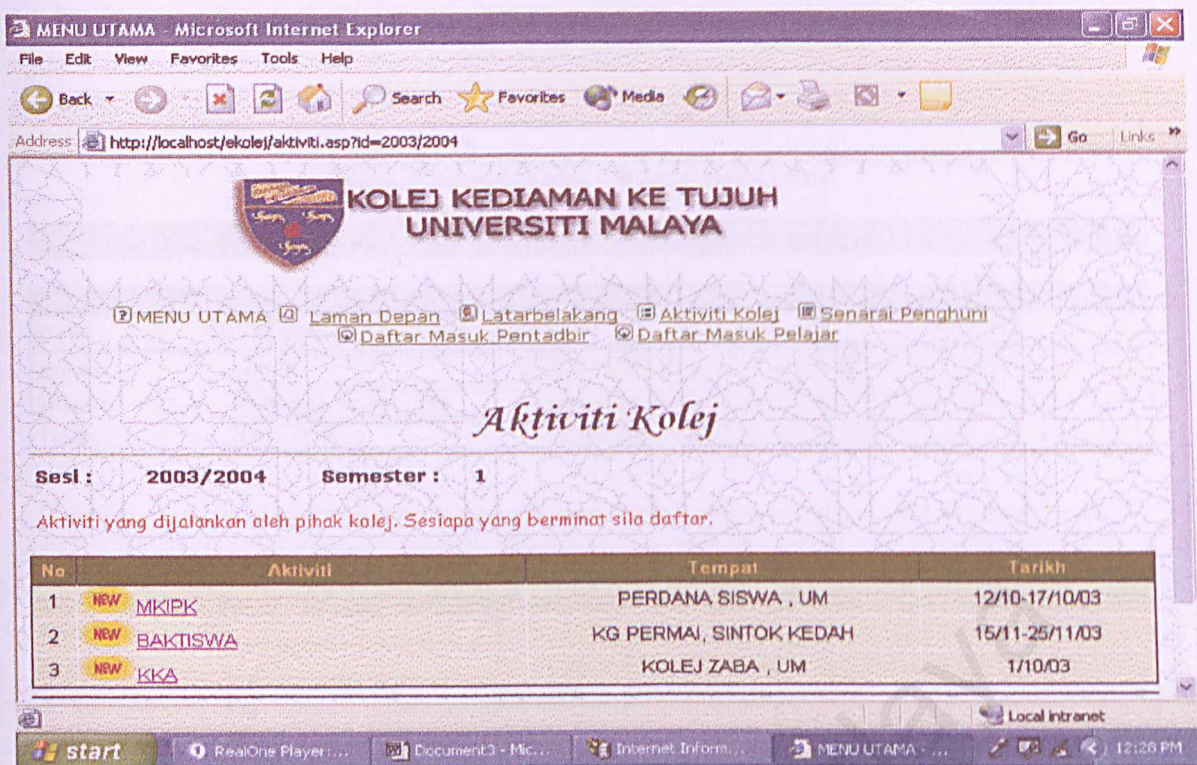 MENU UTAMA - Microsoft Internet Explorer
File Edit View Favorites Tools Help
Back Search Favorites Media
Address http://localhost/ekolej/aktiviti.asp?id=2003/2004 Go Links »
KOLEJ KEDIAMAN KE TUJUH
UNIVERSITI MALAYA
MENU UTAMA Laman Depan Latarbelakang Aktiviti Kolej Senarai Penghuni
Daftar Masuk Pentadbir Daftar Masuk Pelajar
Aktiviti Kolej
Sesi : 2003/2004 Semester : 1
Aktiviti yang dijalankan oleh pihak kolej. Sesiapa yang berminat sila daftar.
No Aktiviti Tempat Tarikh
1 NEW MKIPK PERDANA SISWA , UM 12/10-17/10/03
2 NEW BAKTISWA KG PERMAI, SINTOK KEDAH 15/11-25/11/03
3 NEW KKA KOLEJ ZABA , UM 1/10/03
Local intranet
start RealOne Player:... Document3 - Mic... Internet Inform... MENU UTAMA - ... 12:28 PM